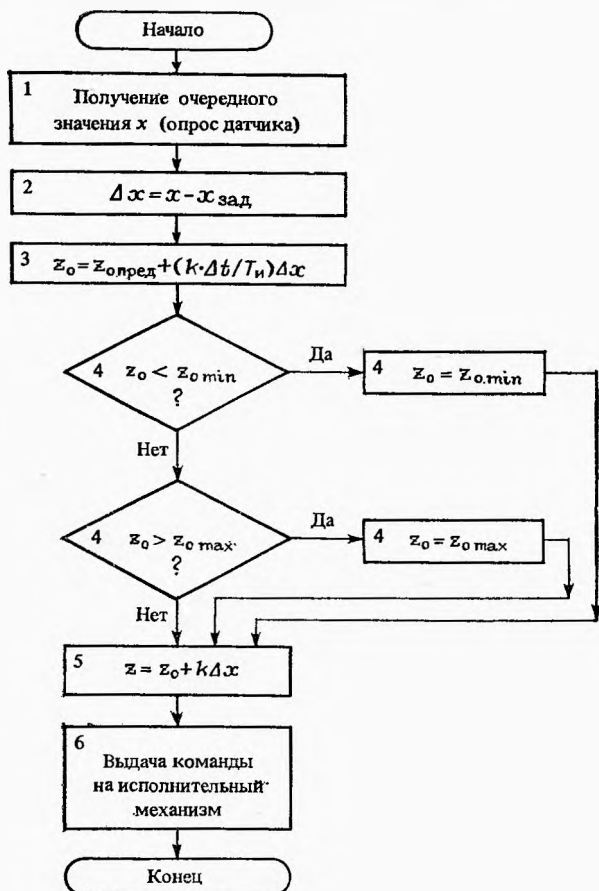 Начало
1
Получение очередного
значения x (опрос датчика)
2
Δx = x − x зад
3
z₀ = z₀пред + (k·Δt/Tи)Δx
4 z₀ < z₀ min
?
Да
4 z₀ = z₀.min
Нет
4 z₀ > z₀ max.
?
Да
4 z₀ = z₀ max
Нет
5
z = z₀ + kΔx
6
Выдача команды
на исполнительный
механизм
Конец